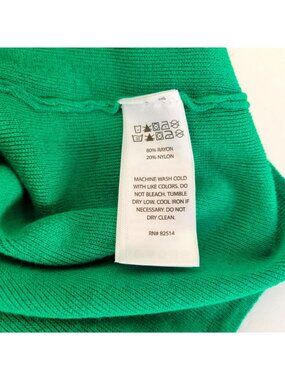 80% RAYON
20% NYLON
MACHINE WASH COLD
WITH LIKE COLORS. DO
NOT BLEACH. TUMBLE
DRY LOW. COOL IRON IF
NECESSARY. DO NOT
DRY CLEAN.
RN# 82514